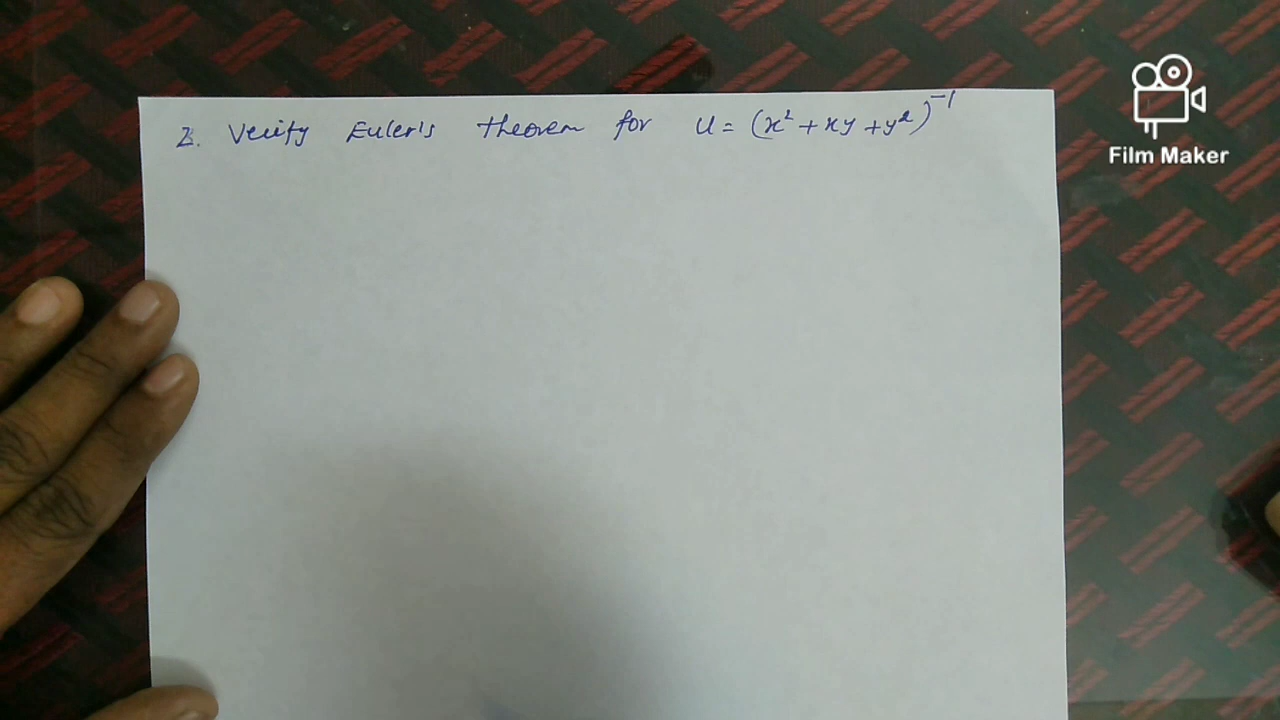 2. Verify Euler's theorem for u = (x² + xy + y²)⁻¹
Film Maker